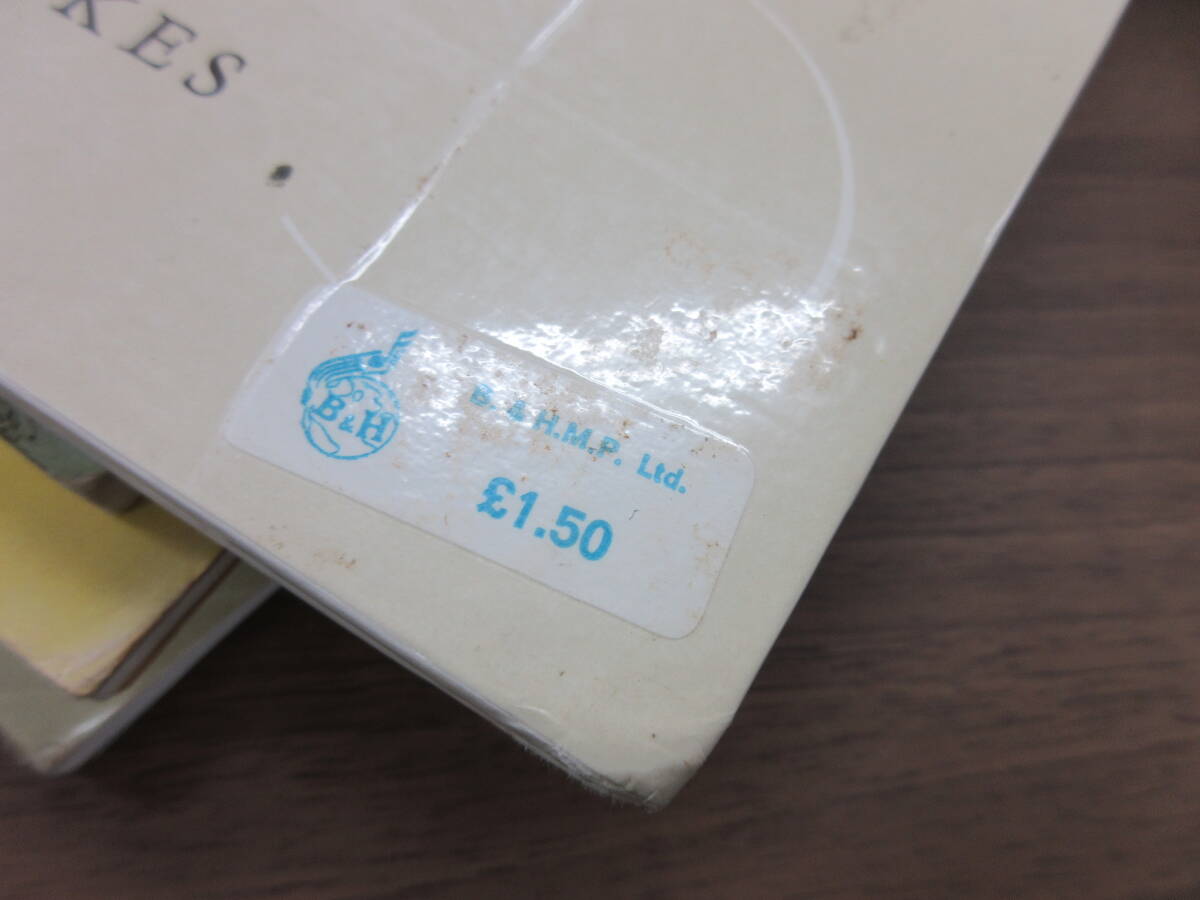 KES
B&H
B. & H.M.P. Ltd.
£1.50